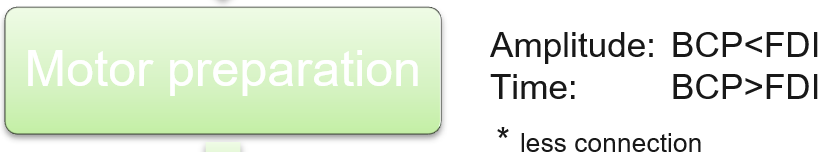 Motor preparation
Amplitude: BCP<FDI
Time: BCP>FDI
* less connection